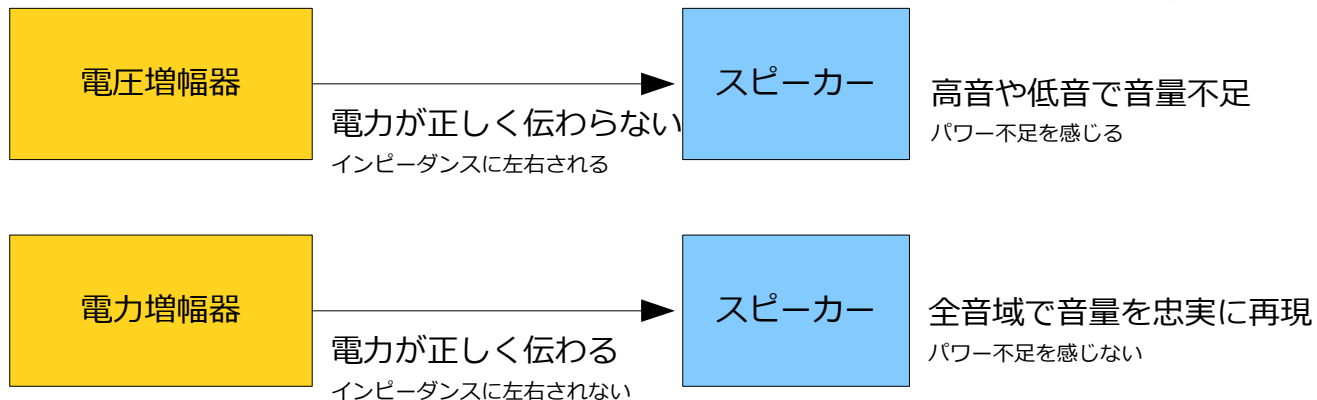 電圧増幅器
電力が正しく伝わらない
インピーダンスに左右される
スピーカー
高音や低音で音量不足
パワー不足を感じる
電力増幅器
電力が正しく伝わる
インピーダンスに左右されない
スピーカー
全音域で音量を忠実に再現
パワー不足を感じない